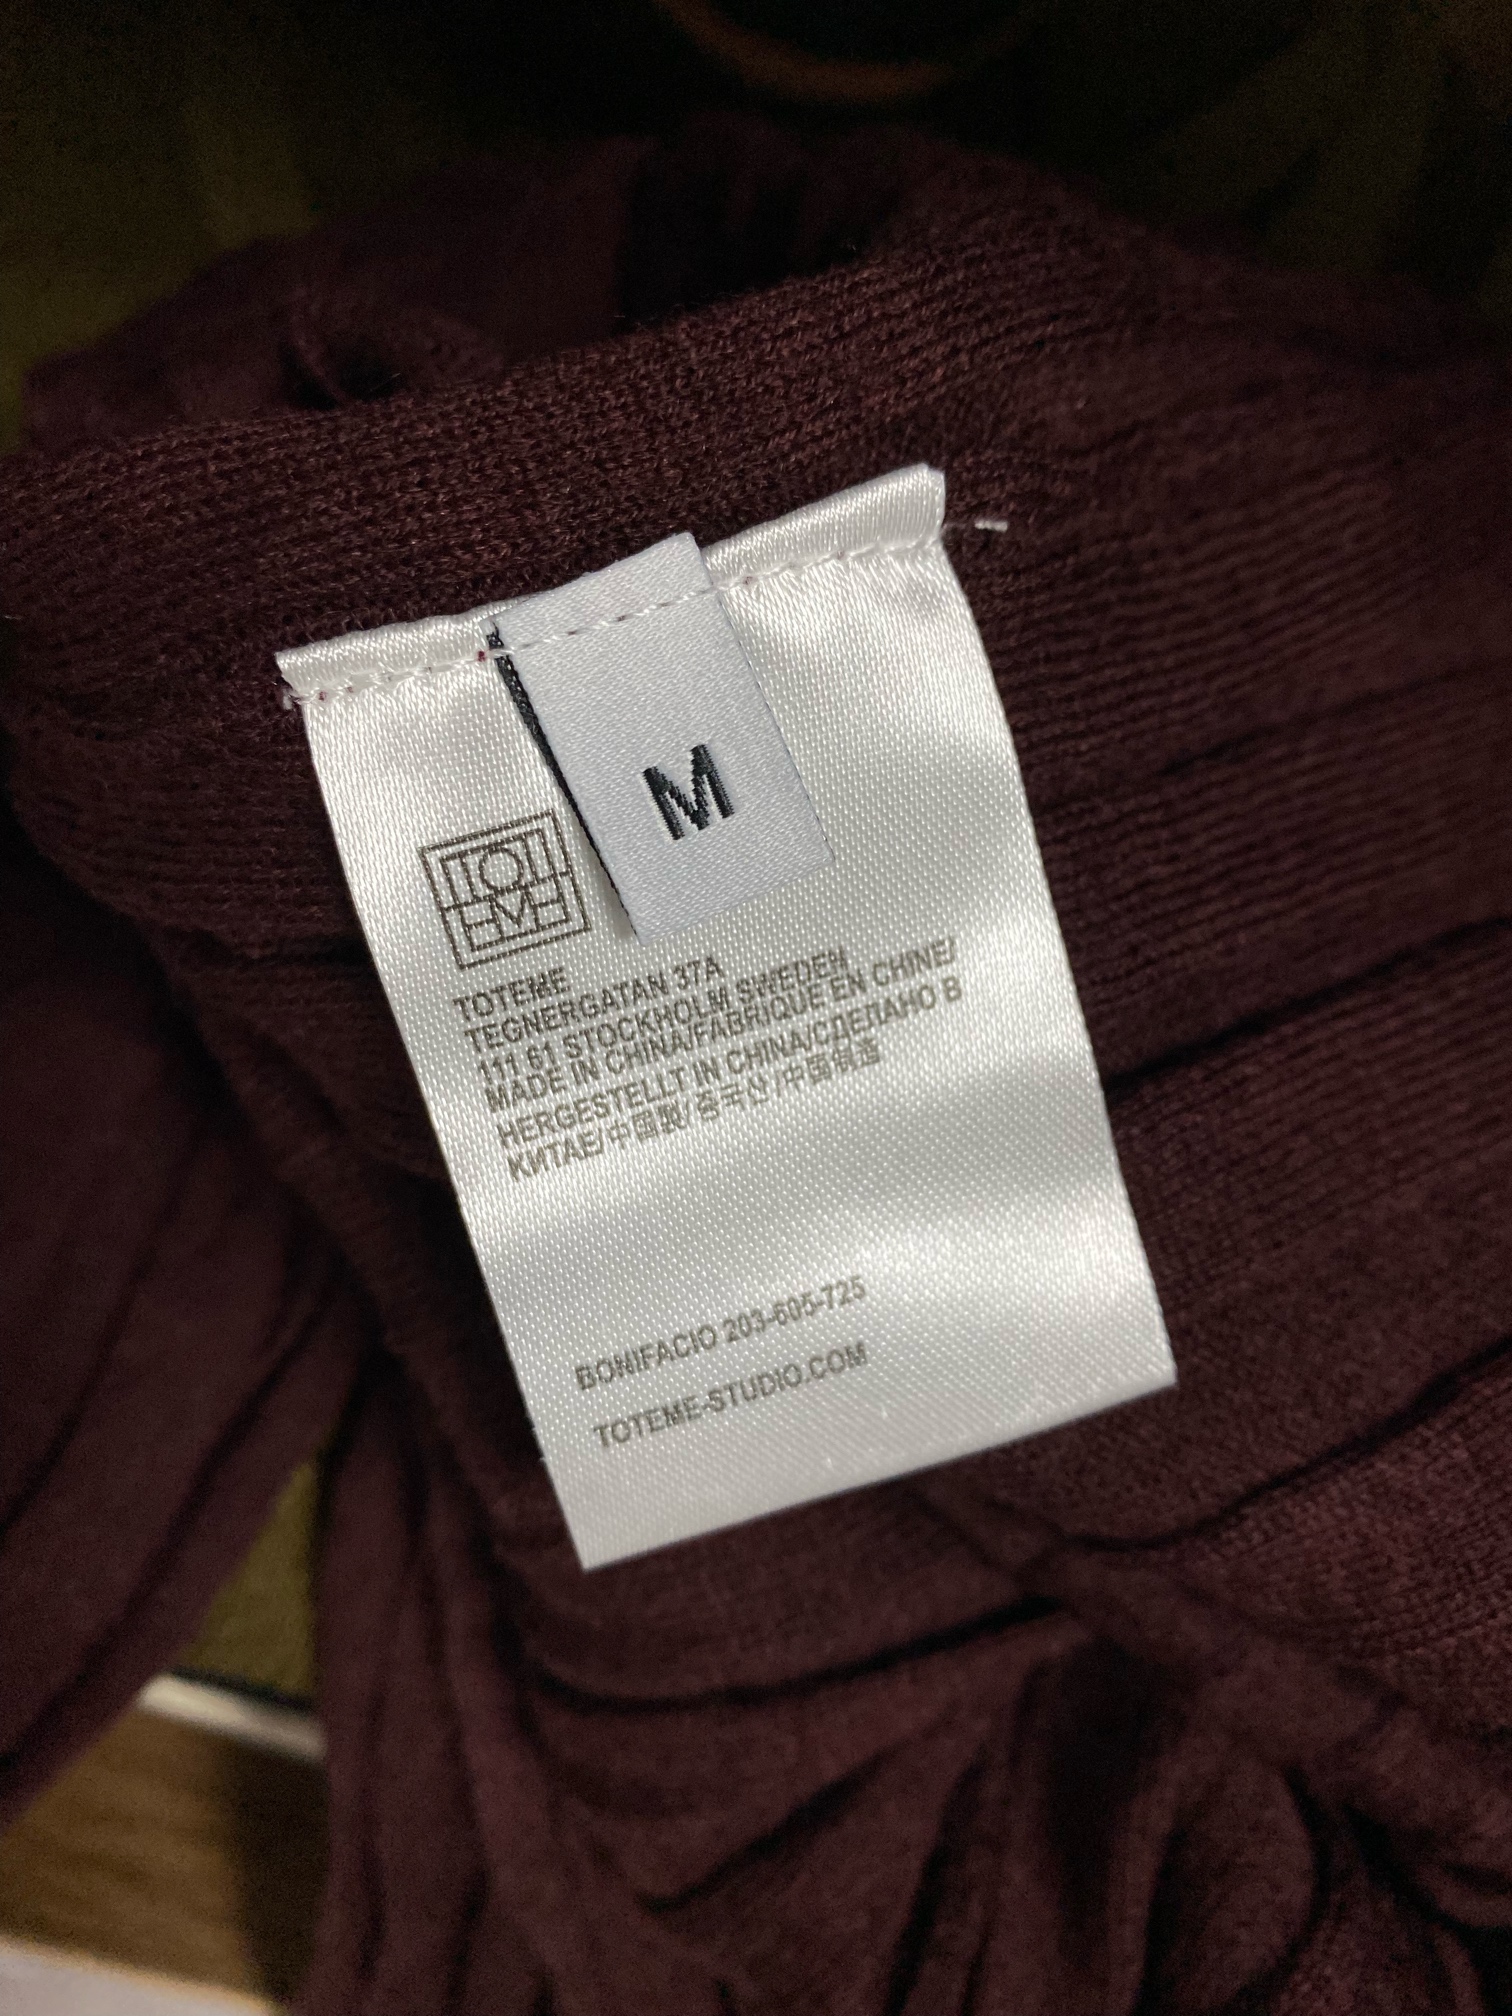 M
TOTEME
TOTEME
TEGNERGATAN 37A
111 61 STOCKHOLM SWEDEN
MADE IN CHINA/FABRIQUE EN CHINE/
HERGESTELLT IN CHINA/СДЕЛАНО В
КИТАЕ/中国製/중국산/中国制造
BONIFACIO 203-605-725
TOTEME-STUDIO.COM